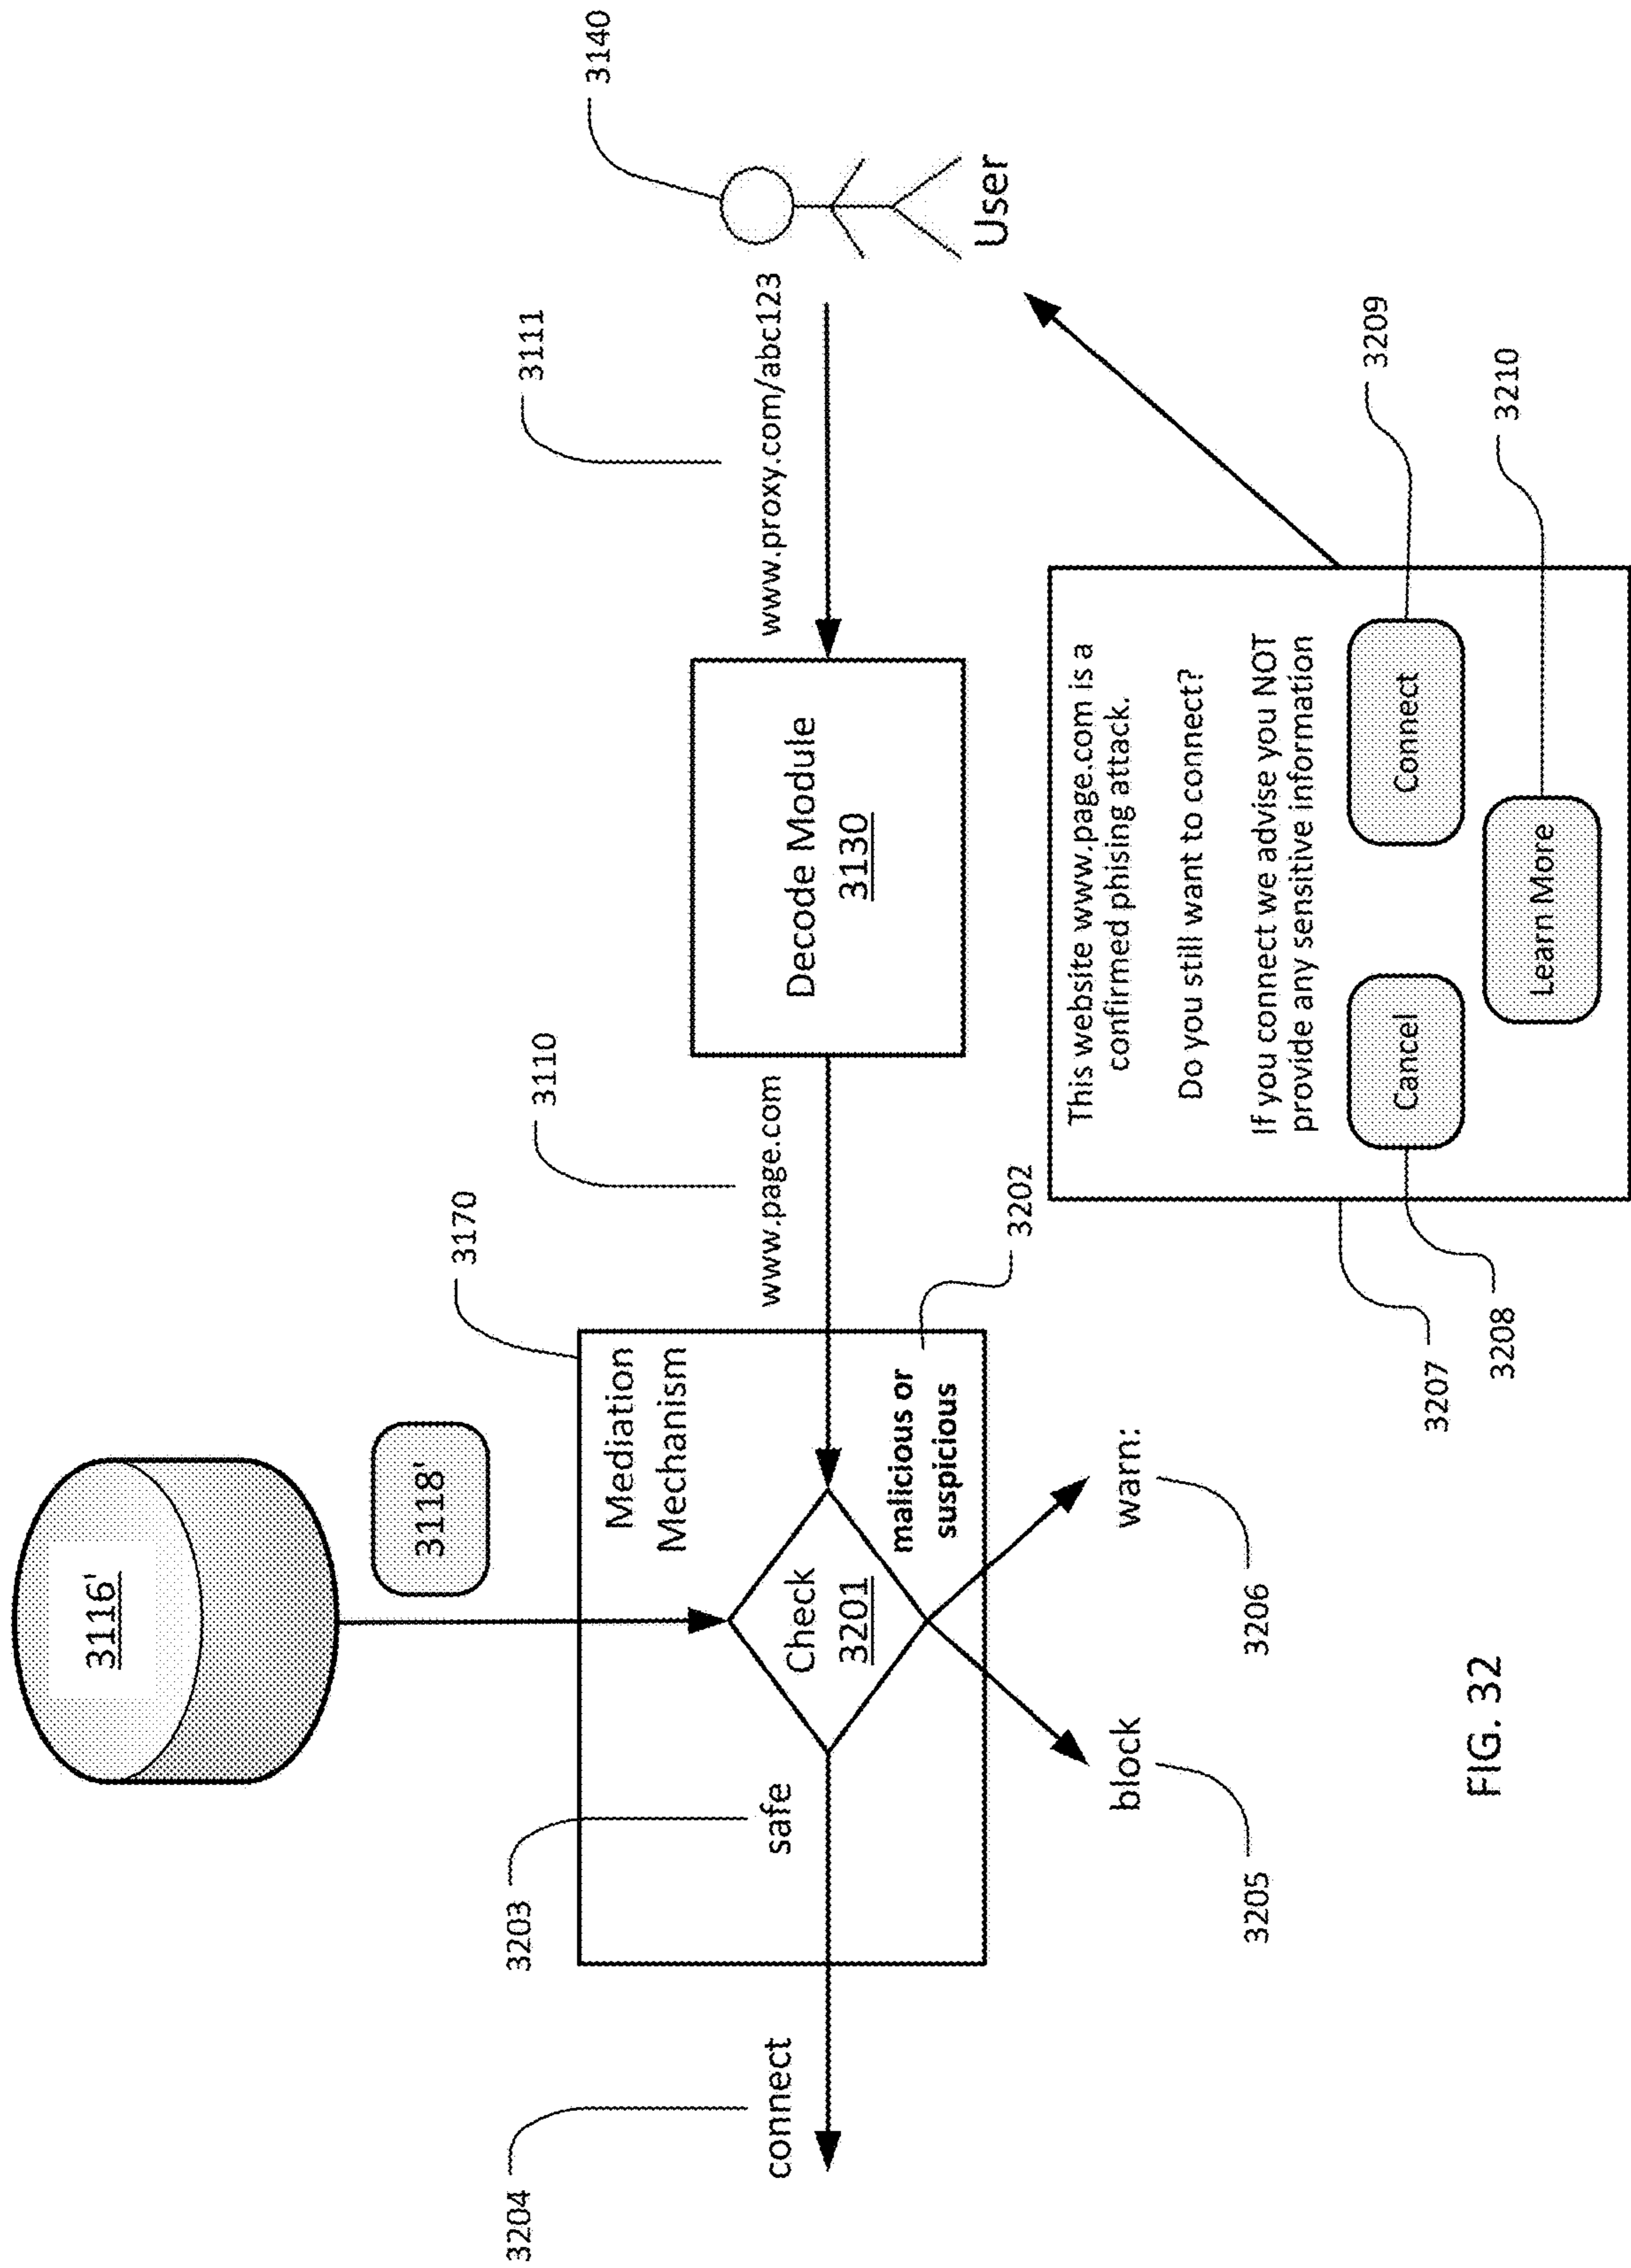 3116'
3118'
3170
Mediation
Mechanism
Check
3201
safe
3203
connect
3204
malicious or
suspicious
3202
block
3205
warn:
3206
www.page.com
3110
Decode Module
3130
www.proxy.com/abc123
3111
3140
User
This website www.page.com is a
confirmed phising attack.
Do you still want to connect?
If you connect we advise you NOT
provide any sensitive information
Cancel
Connect
Learn More
3207
3208
3209
3210
FIG. 32